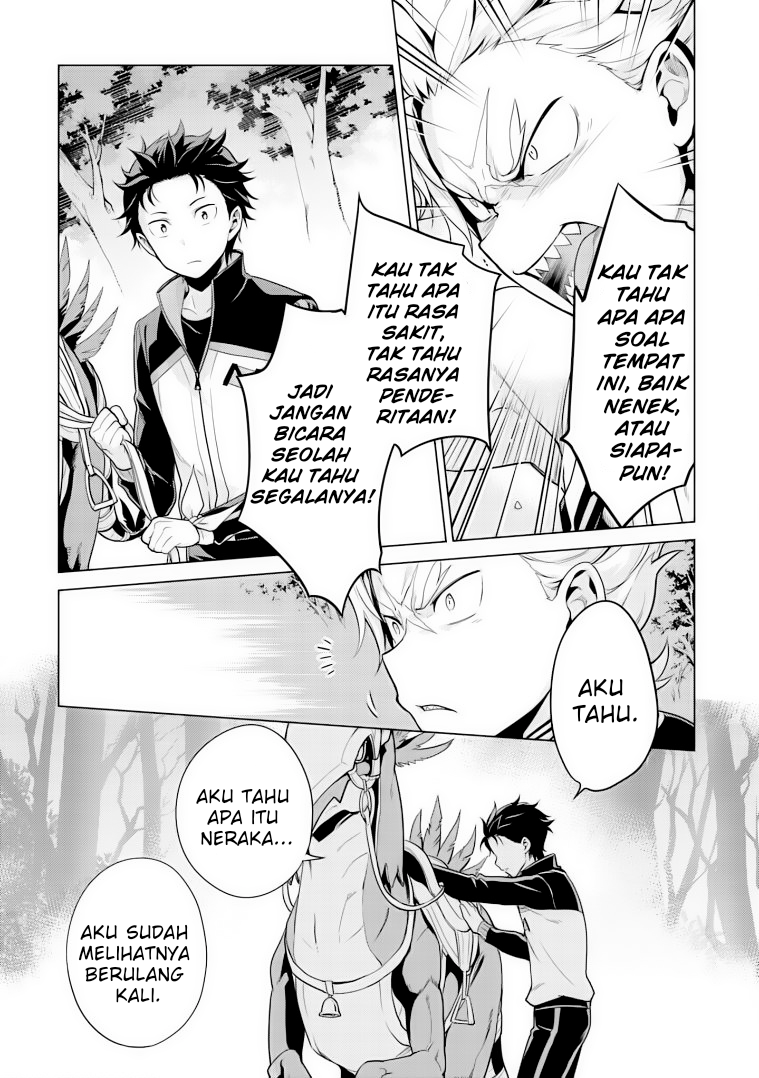 KAU TAK
TAHU
APA APA
SOAL
TEMPAT
INI, BAIK
NENEK,
ATAU
SIAPA-
PUN!
KAU TAK
TAHU APA
ITU RASA
SAKIT,
TAK TAHU
RASANYA
PENDE-
RITAAN!
JADI
JANGAN
BICARA
SEOLAH
KAU TAHU
SEGALANYA!
AKU
TAHU.
AKU TAHU
APA ITU
NERAKA...
AKU SUDAH
MELIHATNYA
BERULANG
KALI.